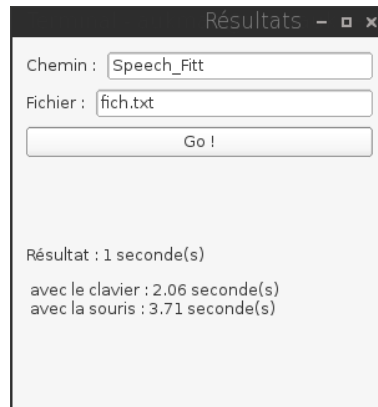 Résultats
Chemin : Speech_Fitt
Fichier : fich.txt
Go !
Résultat : 1 seconde(s)
avec le clavier : 2.06 seconde(s)
avec la souris : 3.71 seconde(s)